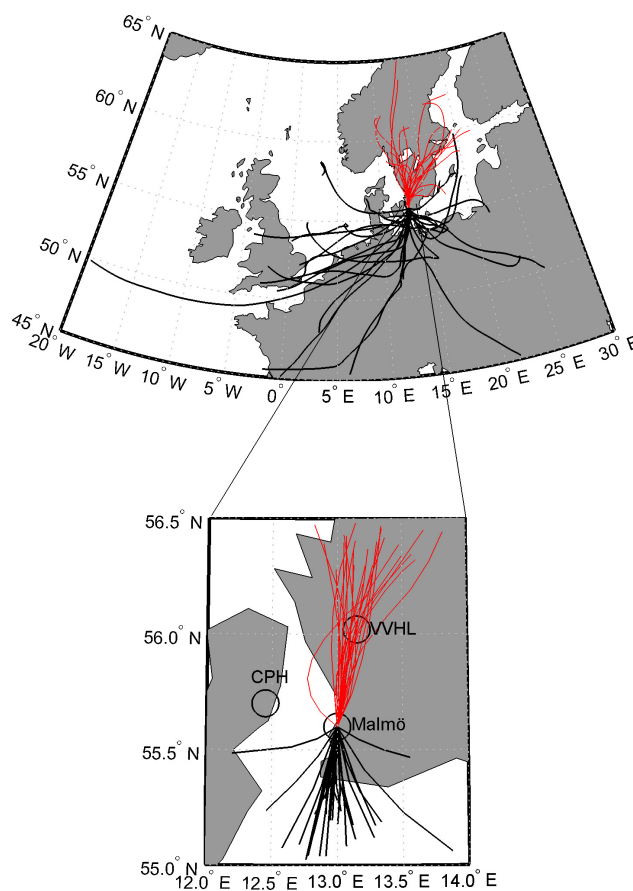 65° N
60° N
55° N
50° N
45° N
20° W
15° W
10° W
5° W
0°
5° E
10° E
15° E
20° E
25° E
30° E
56.5° N
56.0° N
VVHL
CPH
Malmö
55.5° N
55.0° N
12.0° E
12.5° E
13.0° E
13.5° E
14.0° E